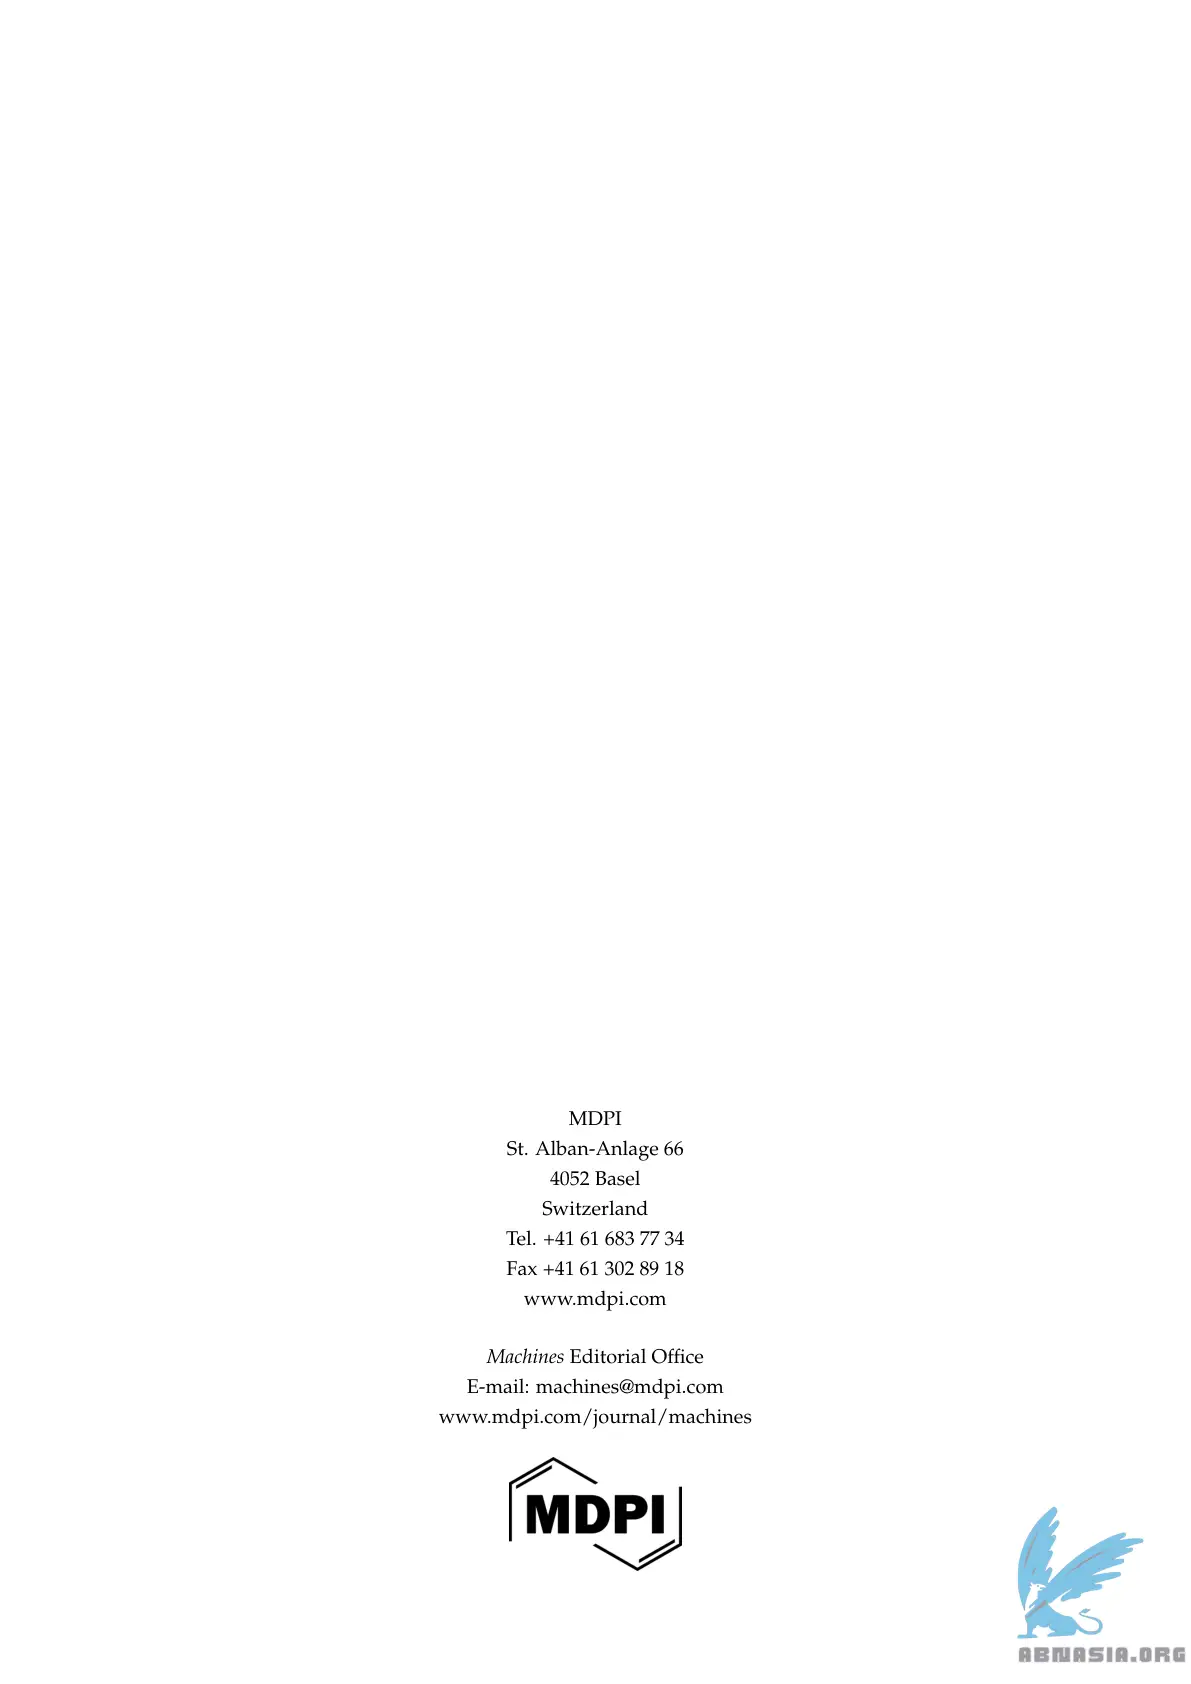 MDPI
St. Alban-Anlage 66
4052 Basel
Switzerland
Tel. +41 61 683 77 34
Fax +41 61 302 89 18
www.mdpi.com
Machines Editorial Office
E-mail: machines@mdpi.com
www.mdpi.com/journal/machines
MDPI
ABNASIA.ORG